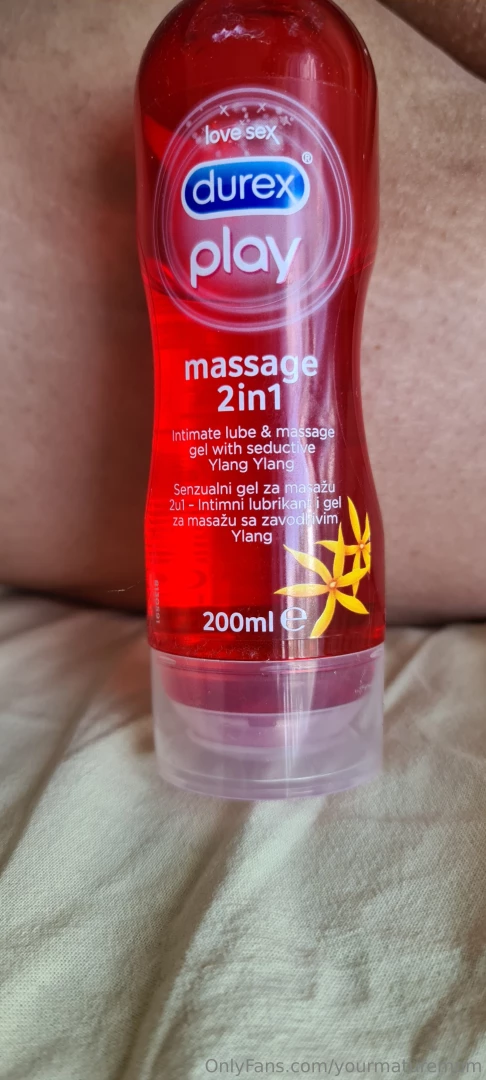 love sex
durex®
play
massage
2in1
Intimate lube & massage
gel with seductive
Ylang Ylang
Senzualni gel za masažu
2u1 - Intimni lubrikant i gel
za masažu sa zavodljivim
Ylang
200ml e
OnlyFans.com/yourmaturemum